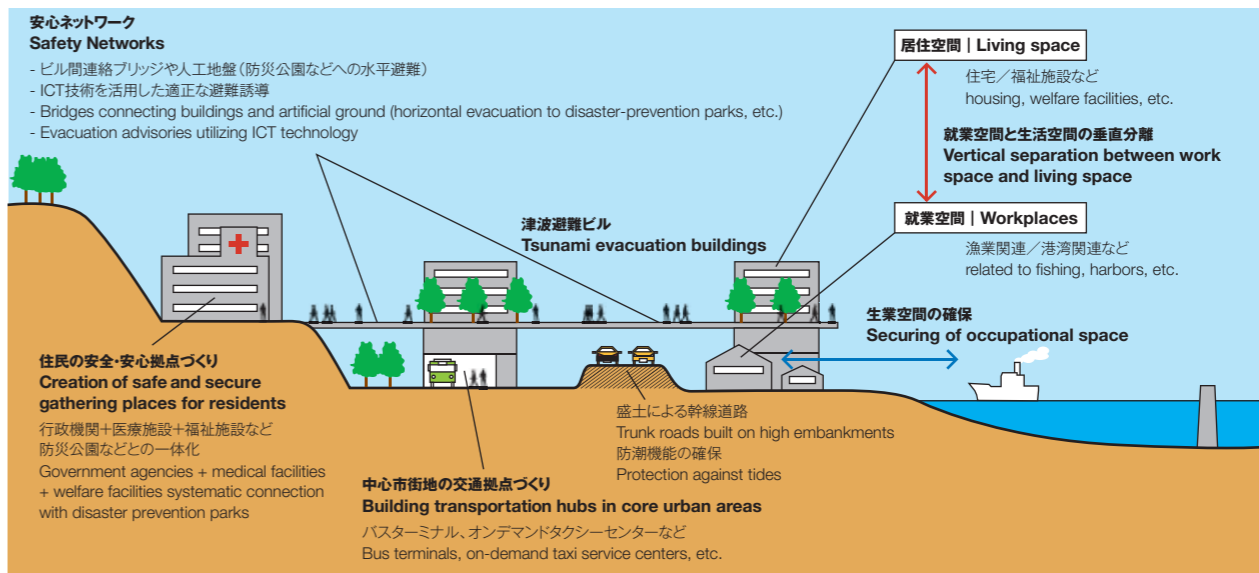 安心ネットワーク
Safety Networks
- ビル間連絡ブリッジや人工地盤（防災公園などへの水平避難）
- ICT技術を活用した適正な避難誘導
- Bridges connecting buildings and artificial ground (horizontal evacuation to disaster-prevention parks, etc.)
- Evacuation advisories utilizing ICT technology
居住空間 | Living space
住宅／福祉施設など
housing, welfare facilities, etc.
就業空間と生活空間の垂直分離
Vertical separation between work
space and living space
就業空間 | Workplaces
漁業関連／港湾関連など
related to fishing, harbors, etc.
津波避難ビル
Tsunami evacuation buildings
生業空間の確保
Securing of occupational space
住民の安全・安心拠点づくり
Creation of safe and secure
gathering places for residents
行政機関＋医療施設＋福祉施設など
防災公園などとの一体化
Government agencies + medical facilities
+ welfare facilities systematic connection
with disaster prevention parks
盛土による幹線道路
Trunk roads built on high embankments
防潮機能の確保
Protection against tides
中心市街地の交通拠点づくり
Building transportation hubs in core urban areas
バスターミナル、オンデマンドタクシーセンターなど
Bus terminals, on-demand taxi service centers, etc.